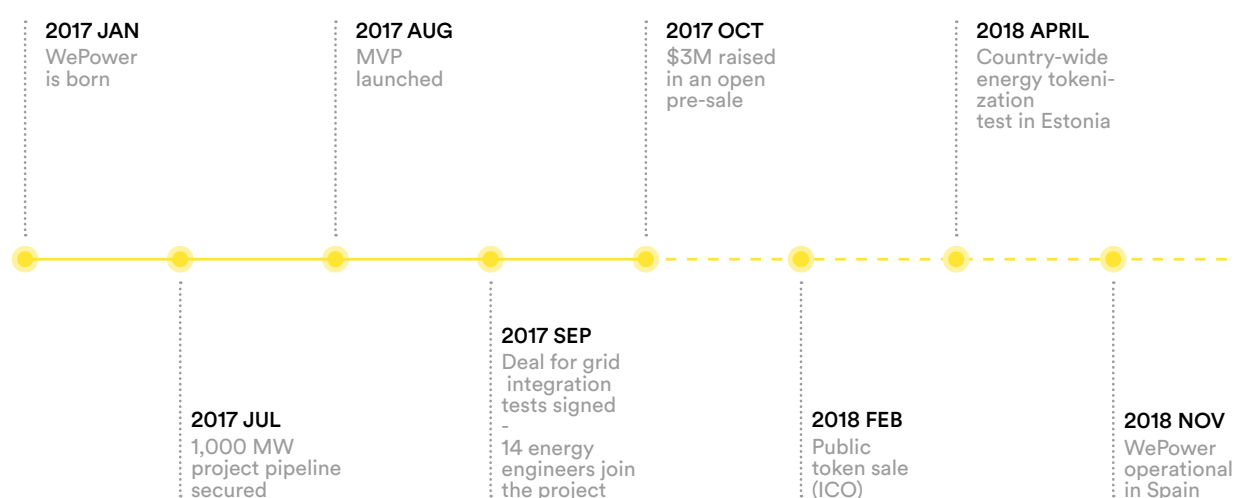 2017 JAN
WePower
is born
2017 AUG
MVP
launched
2017 OCT
$3M raised
in an open
pre-sale
2018 APRIL
Country-wide
energy tokeni-
zation
test in Estonia
2017 JUL
1,000 MW
project pipeline
secured
2017 SEP
Deal for grid
integration
tests signed
-
14 energy
engineers join
the project
2018 FEB
Public
token sale
(ICO)
2018 NOV
WePower
operational
in Spain